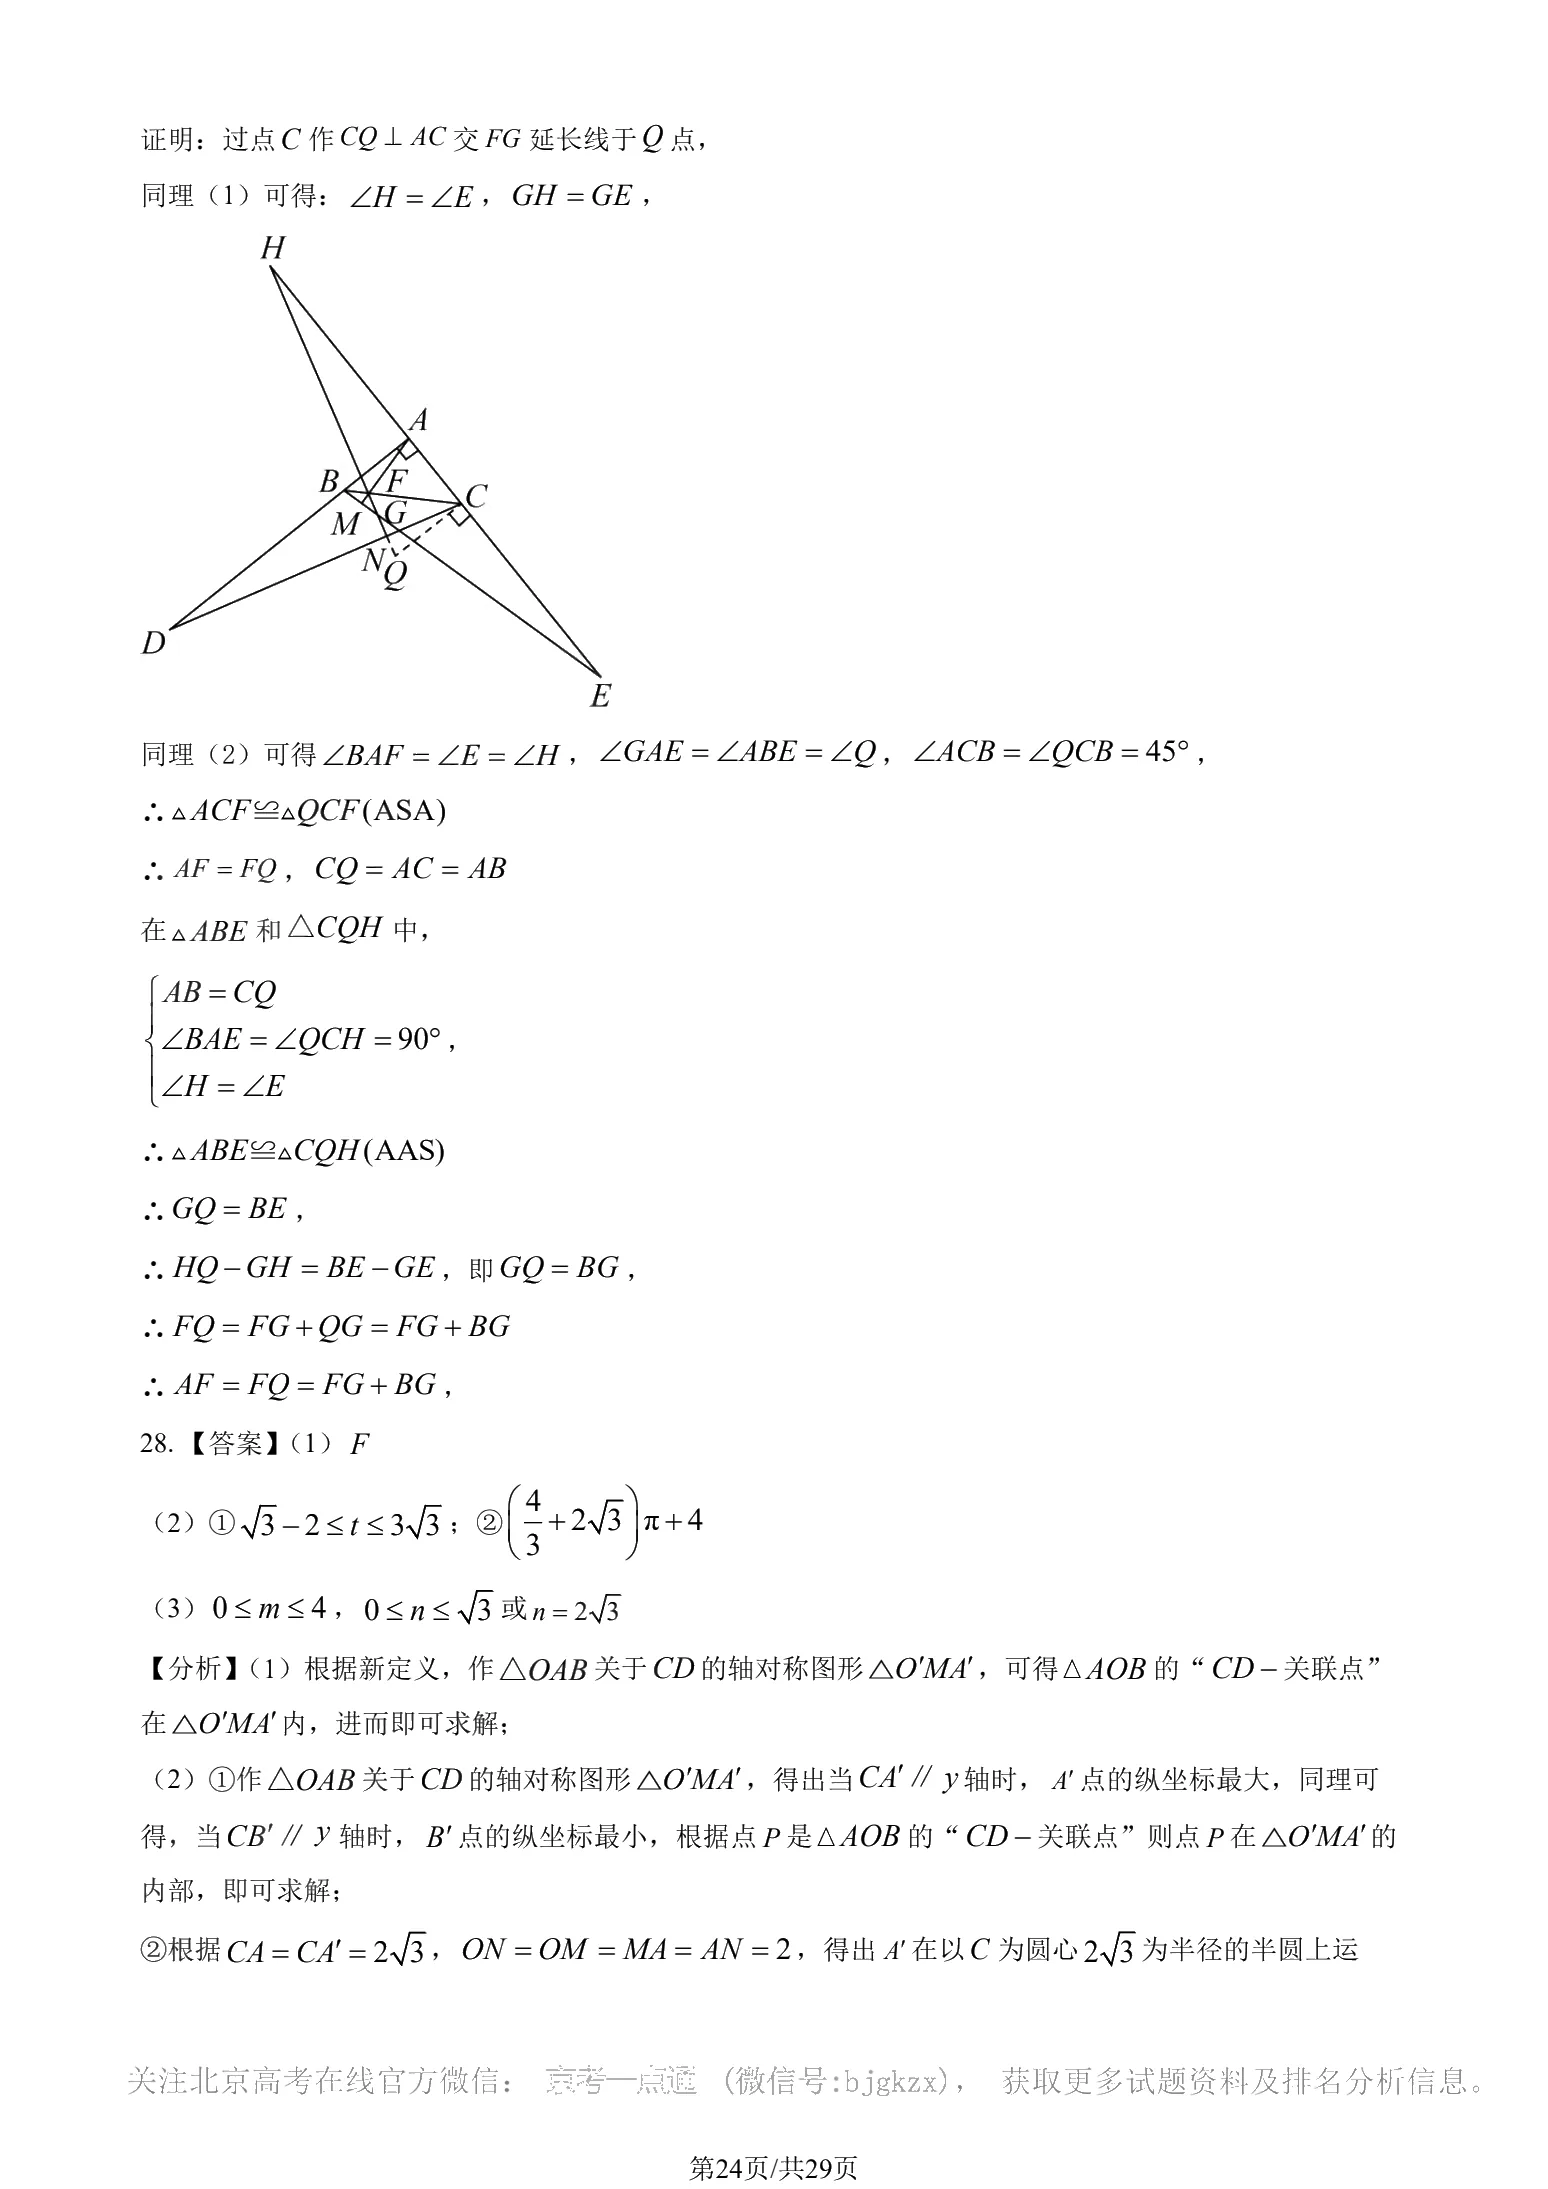 证明：过点C作CQ⊥AC交FG延长线于Q点，
同理（1）可得：∠H=∠E，GH=GE，
H
A
B
F
C
M
G
N
Q
D
E
同理（2）可得∠BAF=∠E=∠H，∠GAE=∠ABE=∠Q，∠ACB=∠QCB=45°，
∴△ACF≌△QCF(ASA)
∴AF=FQ，CQ=AC=AB
在△ABE和△CQH中，
AB=CQ
∠BAE=∠QCH=90°，
∠H=∠E
∴△ABE≌△CQH(AAS)
∴GQ=BE，
∴HQ−GH=BE−GE，即GQ=BG，
∴FQ=FG+QG=FG+BG
∴AF=FQ=FG+BG，
28.【答案】（1）F
（2）①√3−2≤t≤3√3；②(4/3+2√3)π+4
（3）0≤m≤4，0≤n≤√3或n=2√3
【分析】（1）根据新定义，作△OAB关于CD的轴对称图形△O′MA′，可得△AOB的“CD−关联点”
在△O′MA′内，进而即可求解；
（2）①作△OAB关于CD的轴对称图形△O′MA′，得出当CA′∥y轴时，A′点的纵坐标最大，同理可
得，当CB′∥y轴时，B′点的纵坐标最小，根据点P是△AOB的“CD−关联点”则点P在△O′MA′的
内部，即可求解；
②根据CA=CA′=2√3，ON=OM=MA=AN=2，得出A′在以C为圆心2√3为半径的半圆上运
关注北京高考在线官方微信： 京考一点通 （微信号:bjgkzx）， 获取更多试题资料及排名分析信息。
第24页/共29页